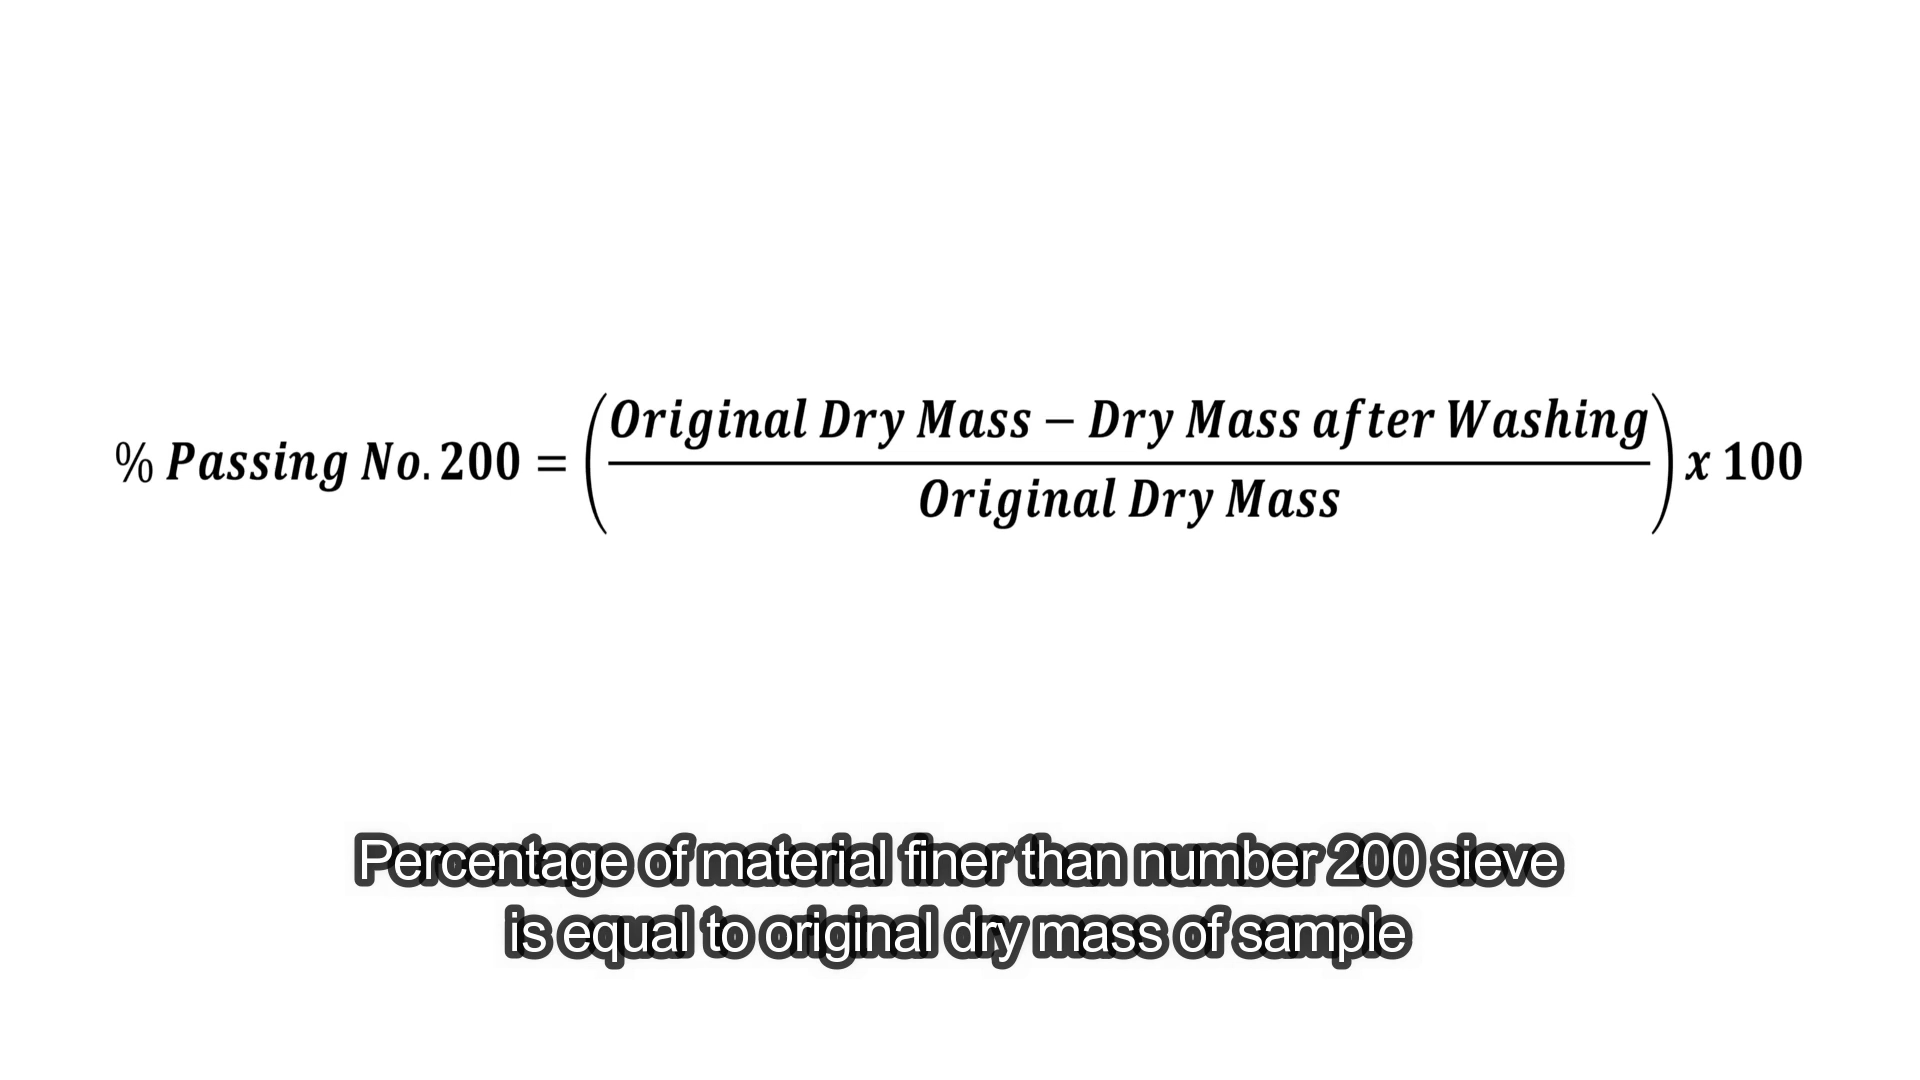 % Passing No. 200 = (Original Dry Mass – Dry Mass after Washing / Original Dry Mass) x 100
Percentage of material finer than number 200 sieve
is equal to original dry mass of sample